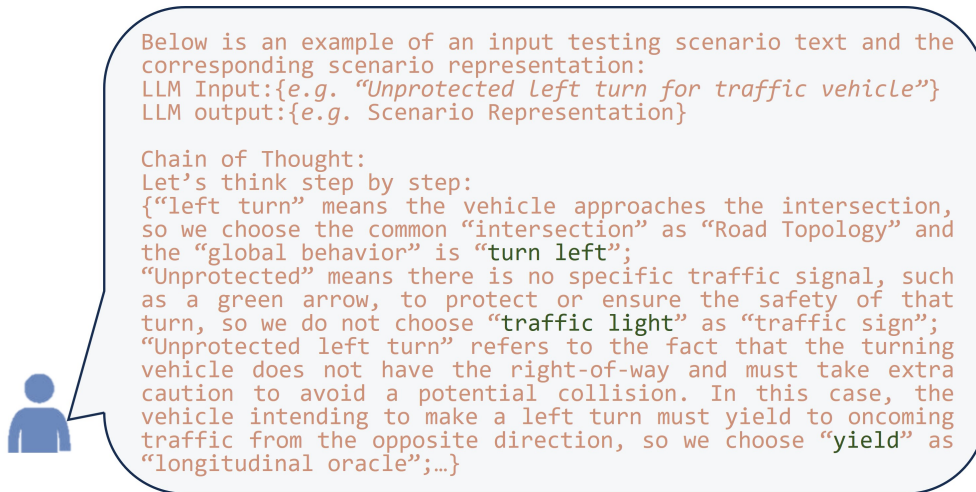 Below is an example of an input testing scenario text and the
corresponding scenario representation:
LLM Input:{e.g. “Unprotected left turn for traffic vehicle”}
LLM output:{e.g. Scenario Representation}
Chain of Thought:
Let’s think step by step:
{“left turn” means the vehicle approaches the intersection,
so we choose the common “intersection” as “Road Topology” and
the “global behavior” is “turn left”;
“Unprotected” means there is no specific traffic signal, such
as a green arrow, to protect or ensure the safety of that
turn, so we do not choose “traffic light” as “traffic sign”;
“Unprotected left turn” refers to the fact that the turning
vehicle does not have the right-of-way and must take extra
caution to avoid a potential collision. In this case, the
vehicle intending to make a left turn must yield to oncoming
traffic from the opposite direction, so we choose “yield” as
“longitudinal oracle”;…}